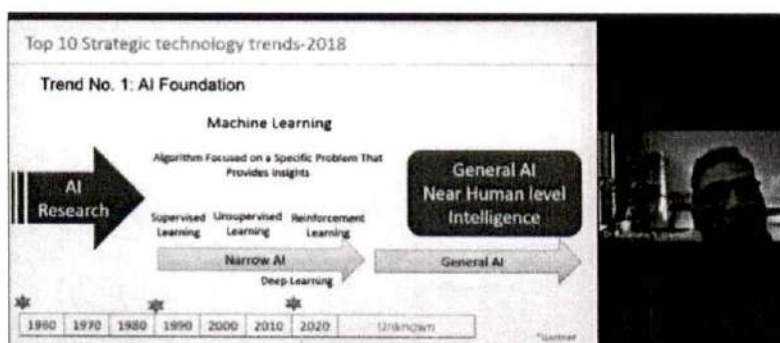 Top 10 Strategic technology trends-2018
Trend No. 1: AI Foundation
Machine Learning
Algorithm Focused on a Specific Problem That
Provides Insights
AI
Research
General AI
Near Human level
Intelligence
Supervised Learning
Unsupervised Learning
Reinforcement Learning
Narrow AI
General AI
Deep Learning
1960 1970 1980 1990 2000 2010 2020 Unknown
*Gartner